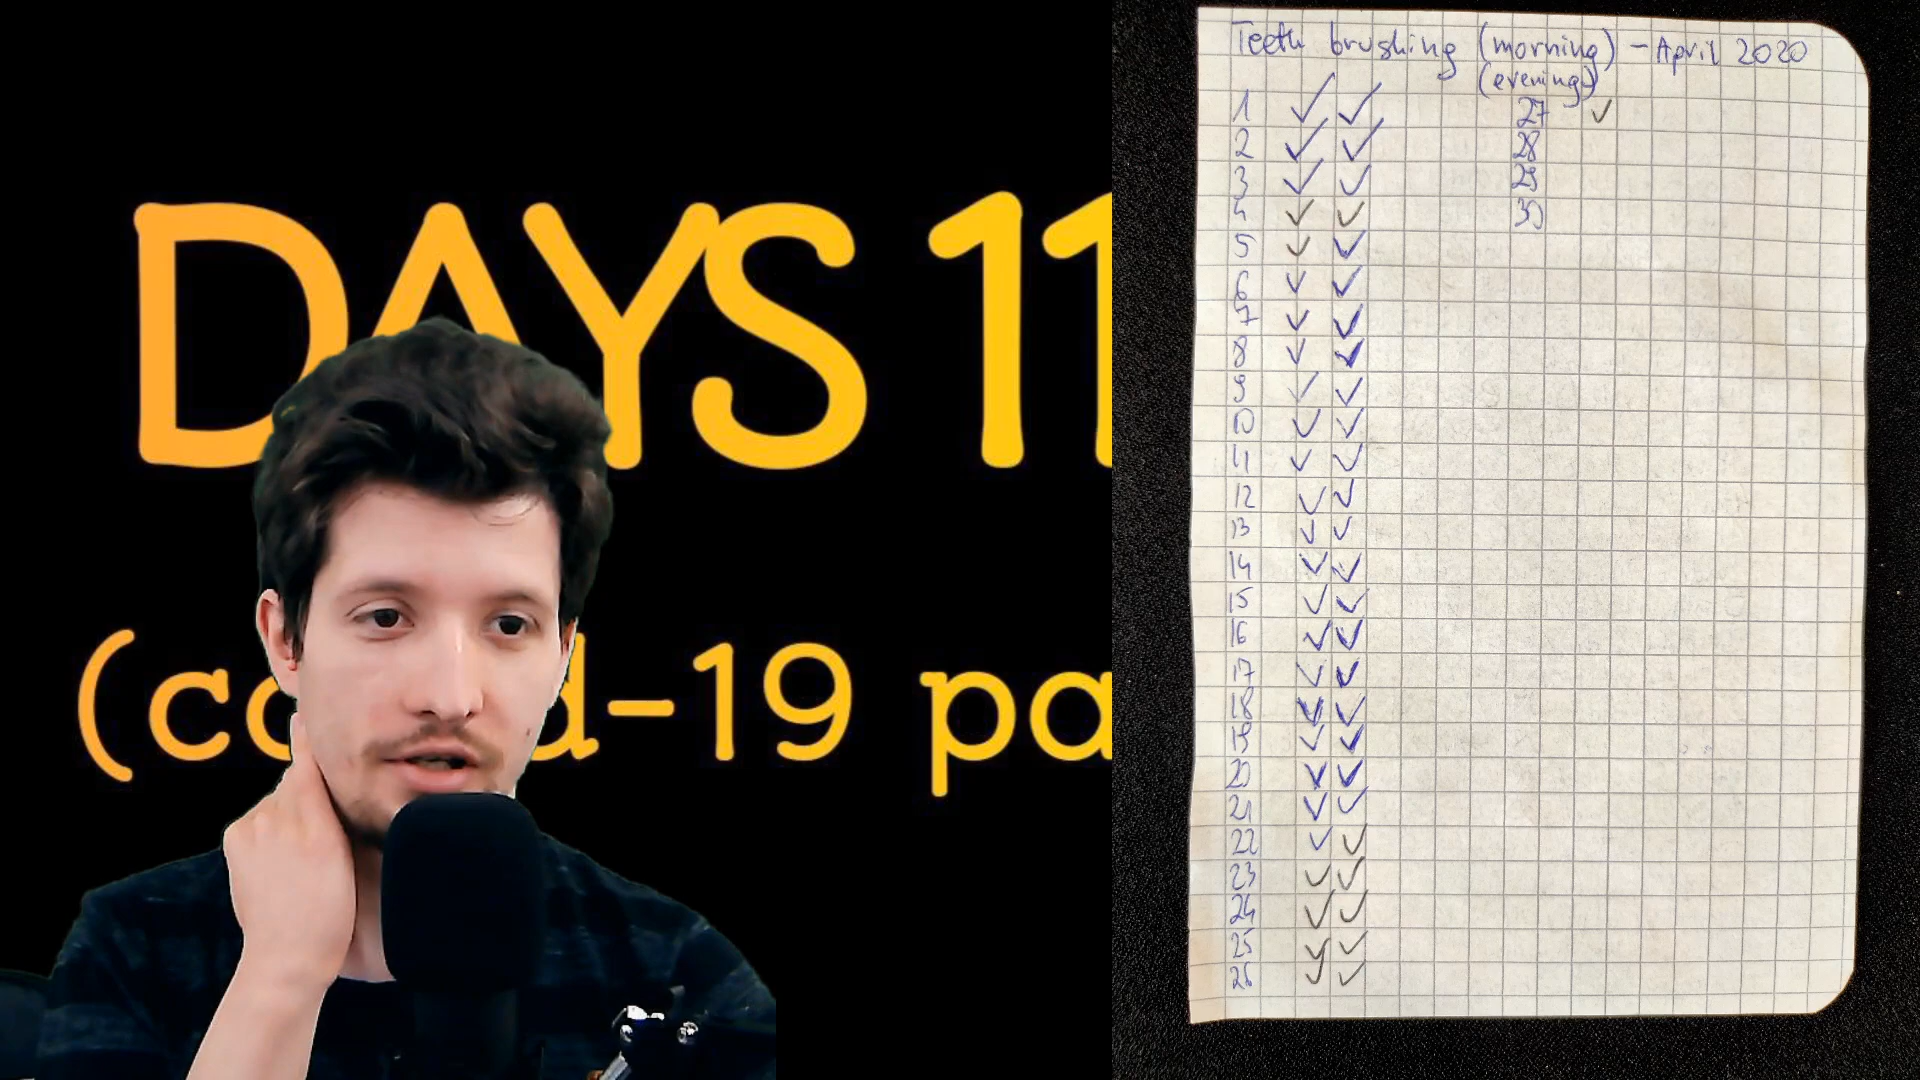 DAYS 11
(co d-19 pa
Teeth brushing (morning) - April 2020
(evening)
1 ✓ ✓
2 ✓ ✓
3 ✓ ✓
4 ✓ ✓
5 ✓ ✓
6 ✓ ✓
7 ✓ ✓
8 ✓ ✓
9 ✓ ✓
10 ✓ ✓
11 ✓ ✓
12 ✓ ✓
13 ✓ ✓
14 ✓ ✓
15 ✓ ✓
16 ✓ ✓
17 ✓ ✓
18 ✓ ✓
19 ✓ ✓
20 ✓ ✓
21 ✓ ✓
22 ✓ ✓
23 ✓ ✓
24 ✓ ✓
25 ✓ ✓
26 ✓ ✓
27 ✓
28
29
30